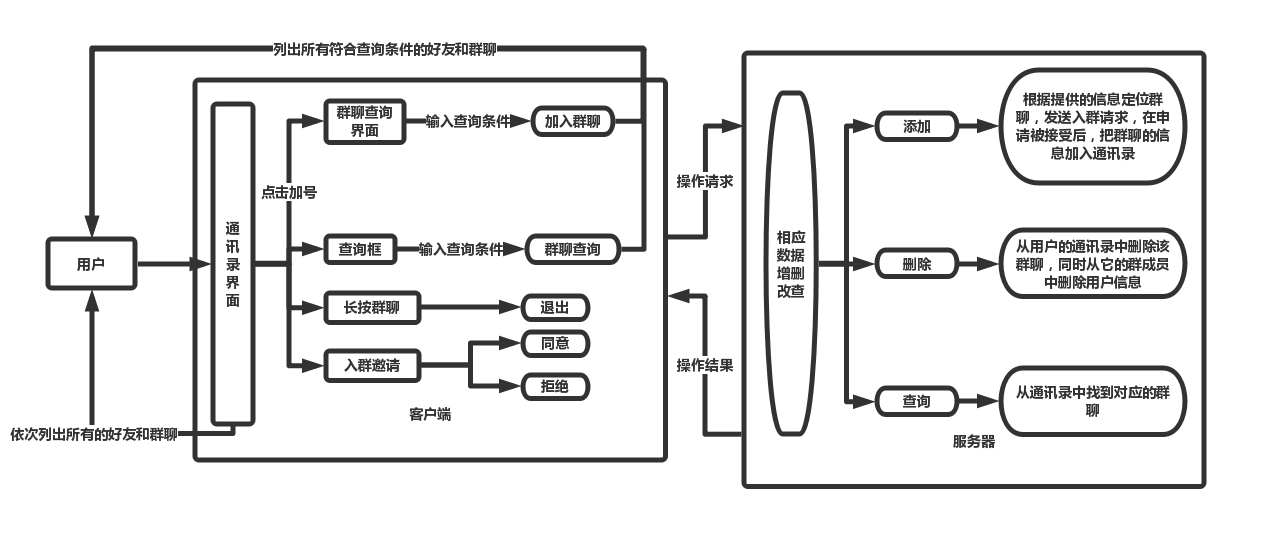 列出所有符合查询条件的好友和群聊
用户
通
讯
录
界
面
点击加号
群聊查询
界面
输入查询条件
加入群聊
查询框
输入查询条件
群聊查询
长按群聊
退出
入群邀请
同意
拒绝
客户端
依次列出所有的好友和群聊
操作请求
操作结果
相应
数据
增删
改查
添加
根据提供的信息定位群
聊，发送入群请求，在申
请被接受后，把群聊的信
息加入通讯录
删除
从用户的通讯录中删除该
群聊，同时从它的群成员
中删除用户信息
查询
从通讯录中找到对应的群
聊
服务器